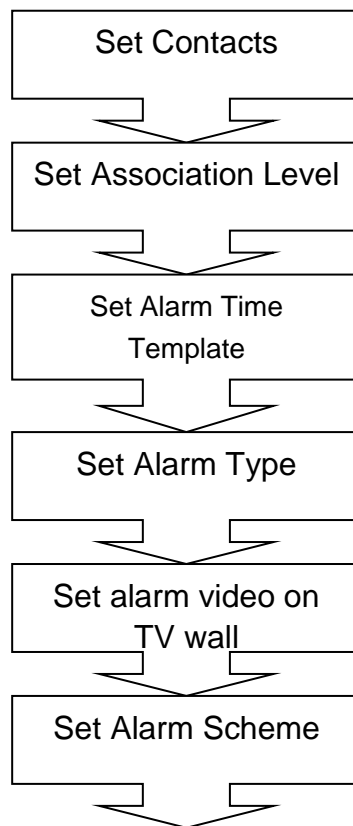 Set Contacts
Set Association Level
Set Alarm Time
Template
Set Alarm Type
Set alarm video on
TV wall
Set Alarm Scheme